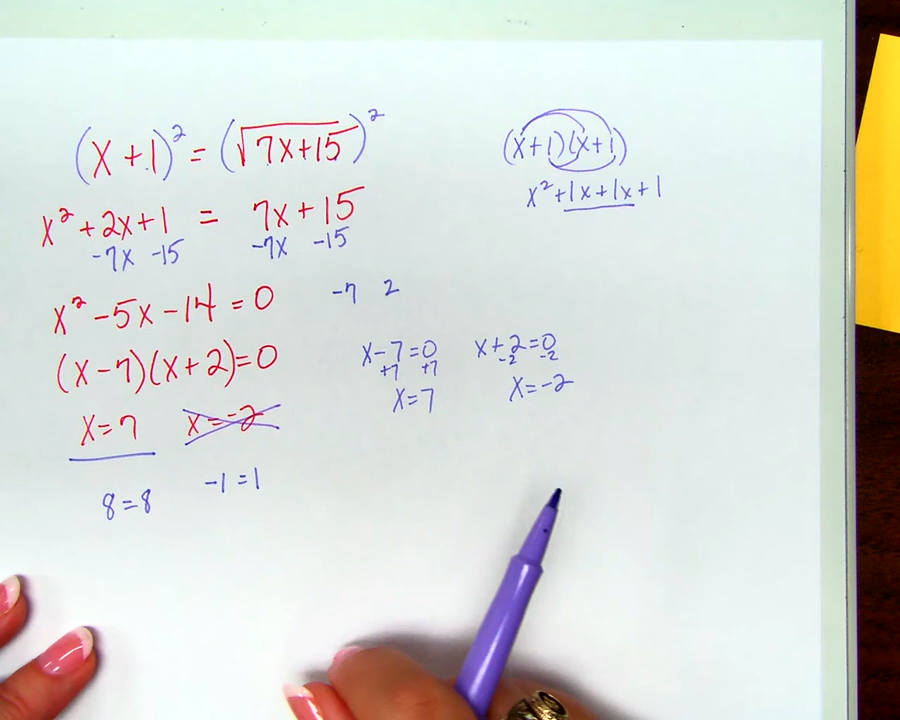 (x+1)² = (√7x+15)²
x² + 2x + 1 = 7x + 15
-7x -15 -7x -15
x² - 5x - 14 = 0
(x - 7)(x + 2) = 0
x = 7 x = -2
8 = 8 -1 = 1
(x+1)(x+1)
x² + 1x + 1x + 1
-7 2
x - 7 = 0 x + 2 = 0
+7 +7 -2 -2
x = 7 x = -2